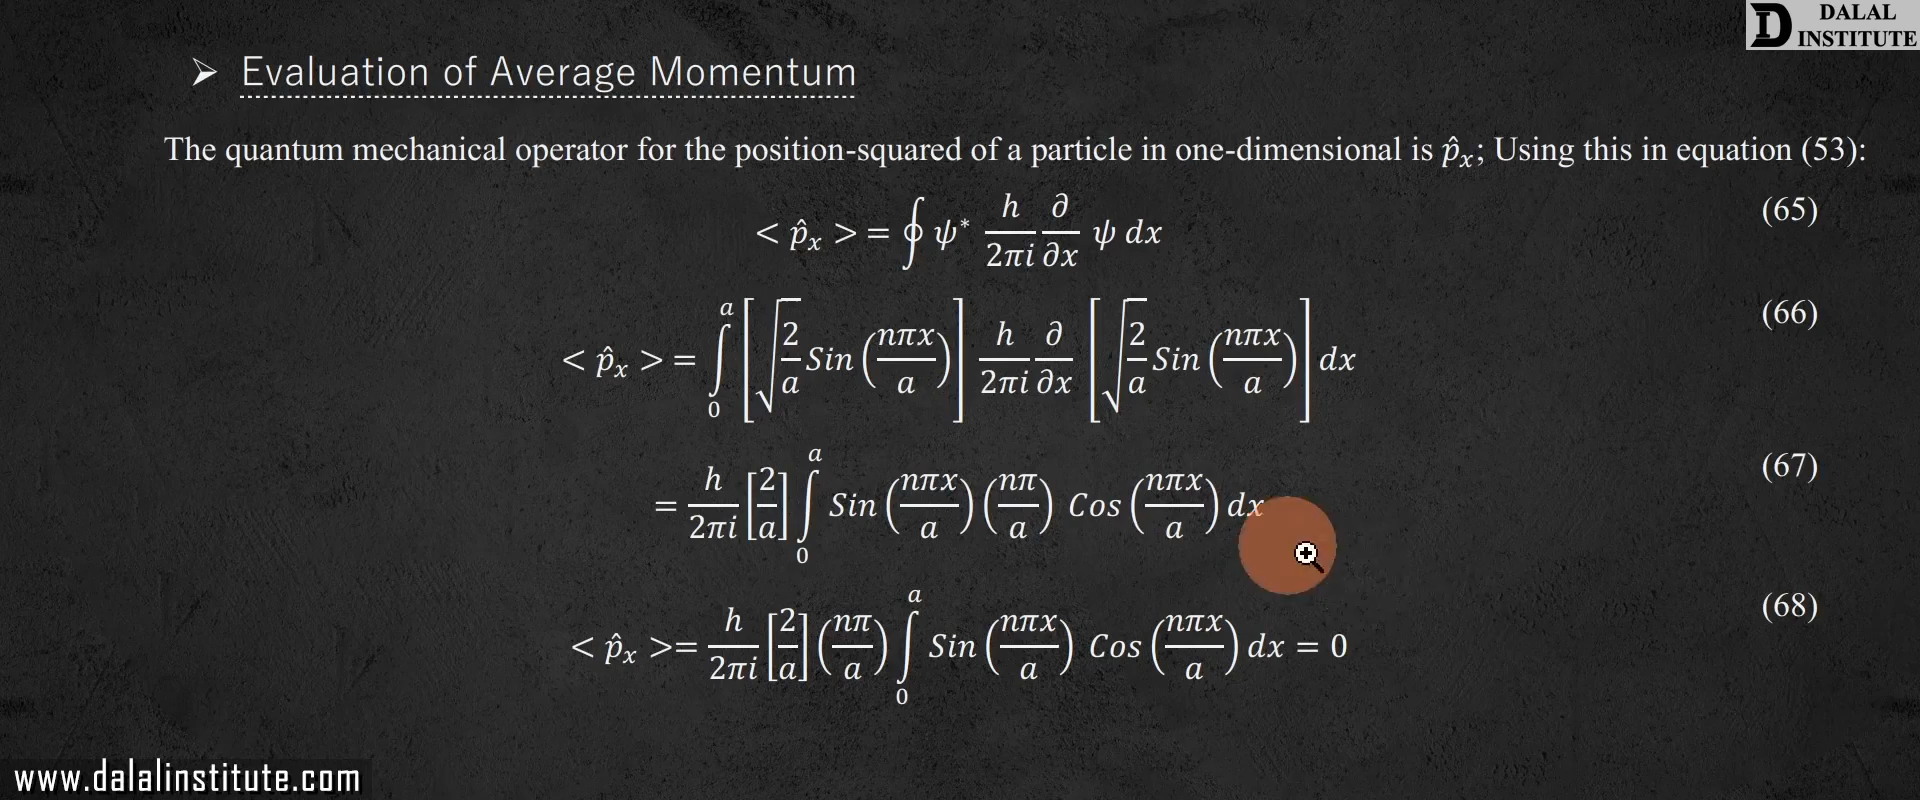 DALAL
INSTITUTE
➢ Evaluation of Average Momentum
The quantum mechanical operator for the position-squared of a particle in one-dimensional is p̂ₓ; Using this in equation (53):
< p̂ₓ > = ∮ ψ* h/2πi ∂/∂x ψ dx (65)
< p̂ₓ > = ∫₀ᵃ [√(2/a) Sin (nπx/a)] h/2πi ∂/∂x [√(2/a) Sin (nπx/a)] dx (66)
= h/2πi [2/a] ∫₀ᵃ Sin (nπx/a) (nπ/a) Cos (nπx/a) dx (67)
< p̂ₓ >= h/2πi [2/a] (nπ/a) ∫₀ᵃ Sin (nπx/a) Cos (nπx/a) dx = 0 (68)
www.dalalinstitute.com